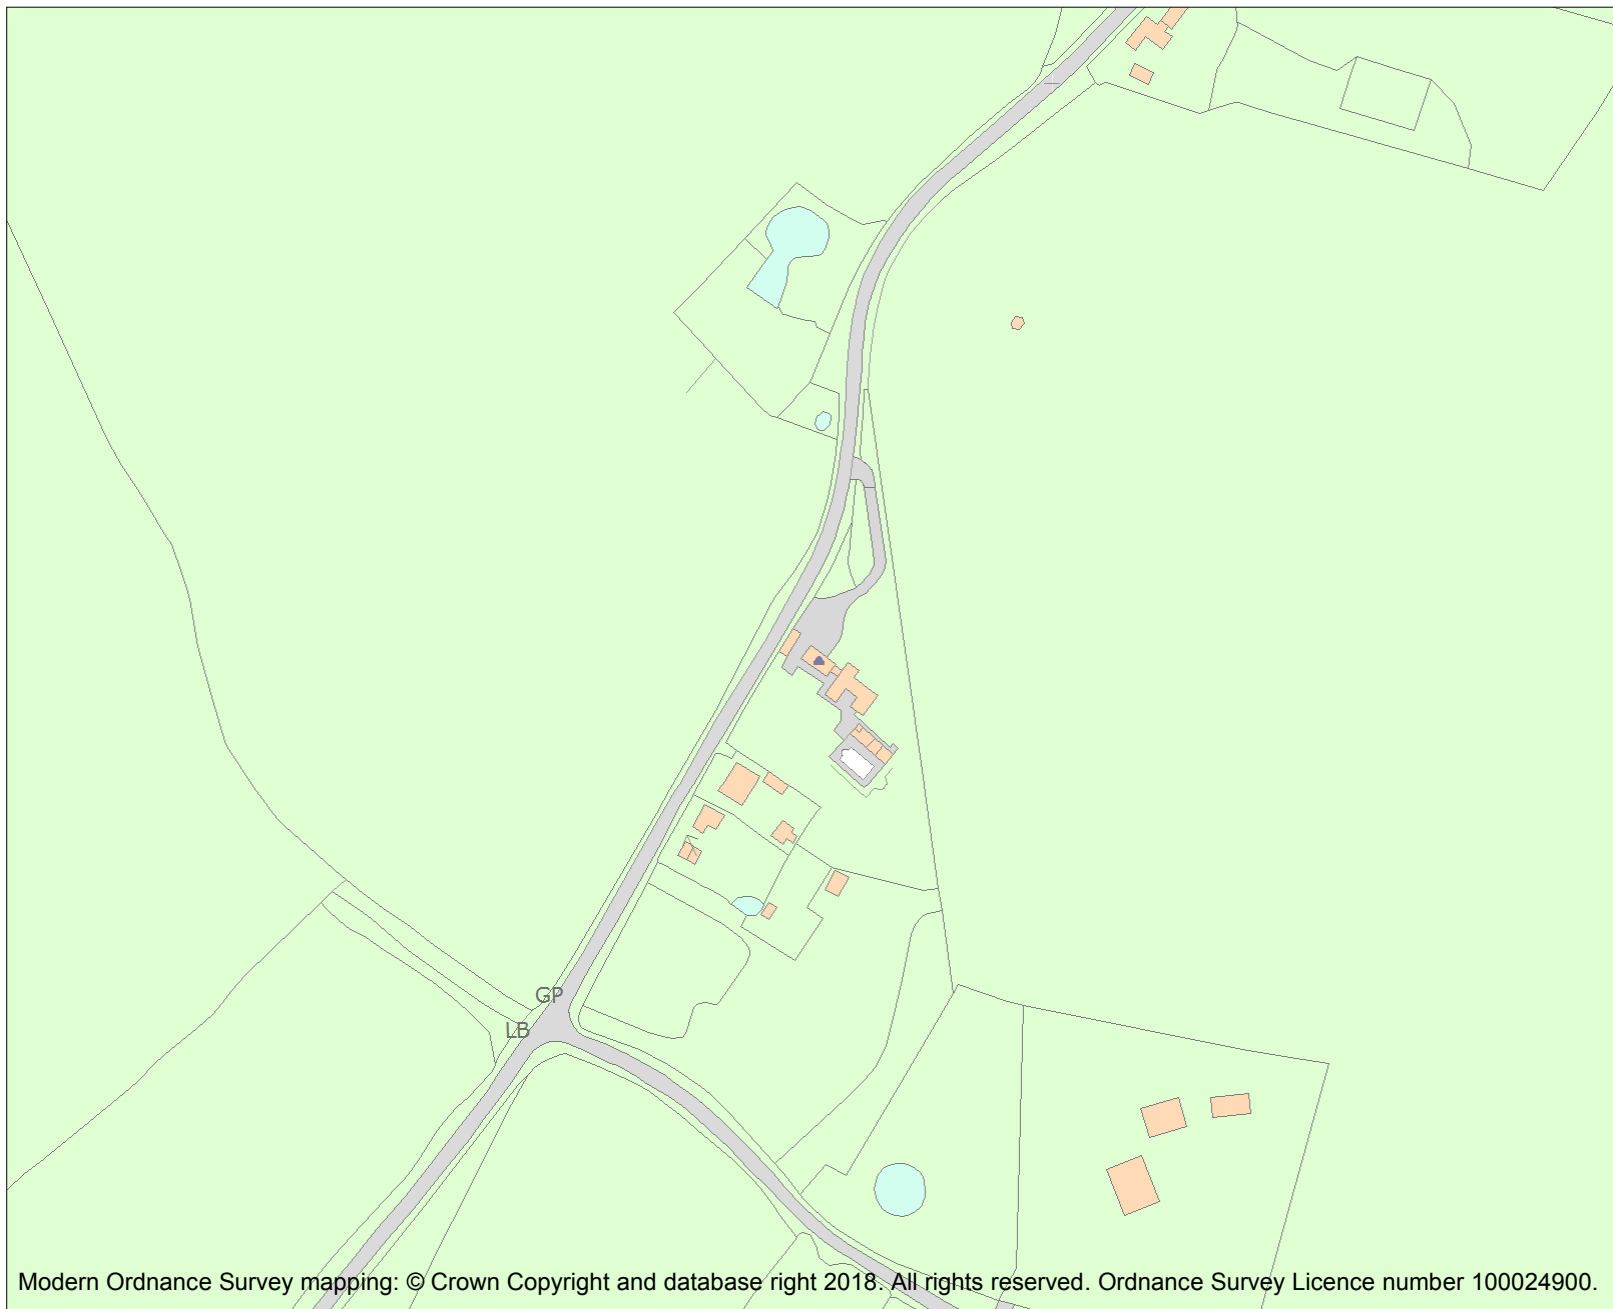 GP
LB
Modern Ordnance Survey mapping: © Crown Copyright and database right 2018. All rights reserved. Ordnance Survey Licence number 100024900.